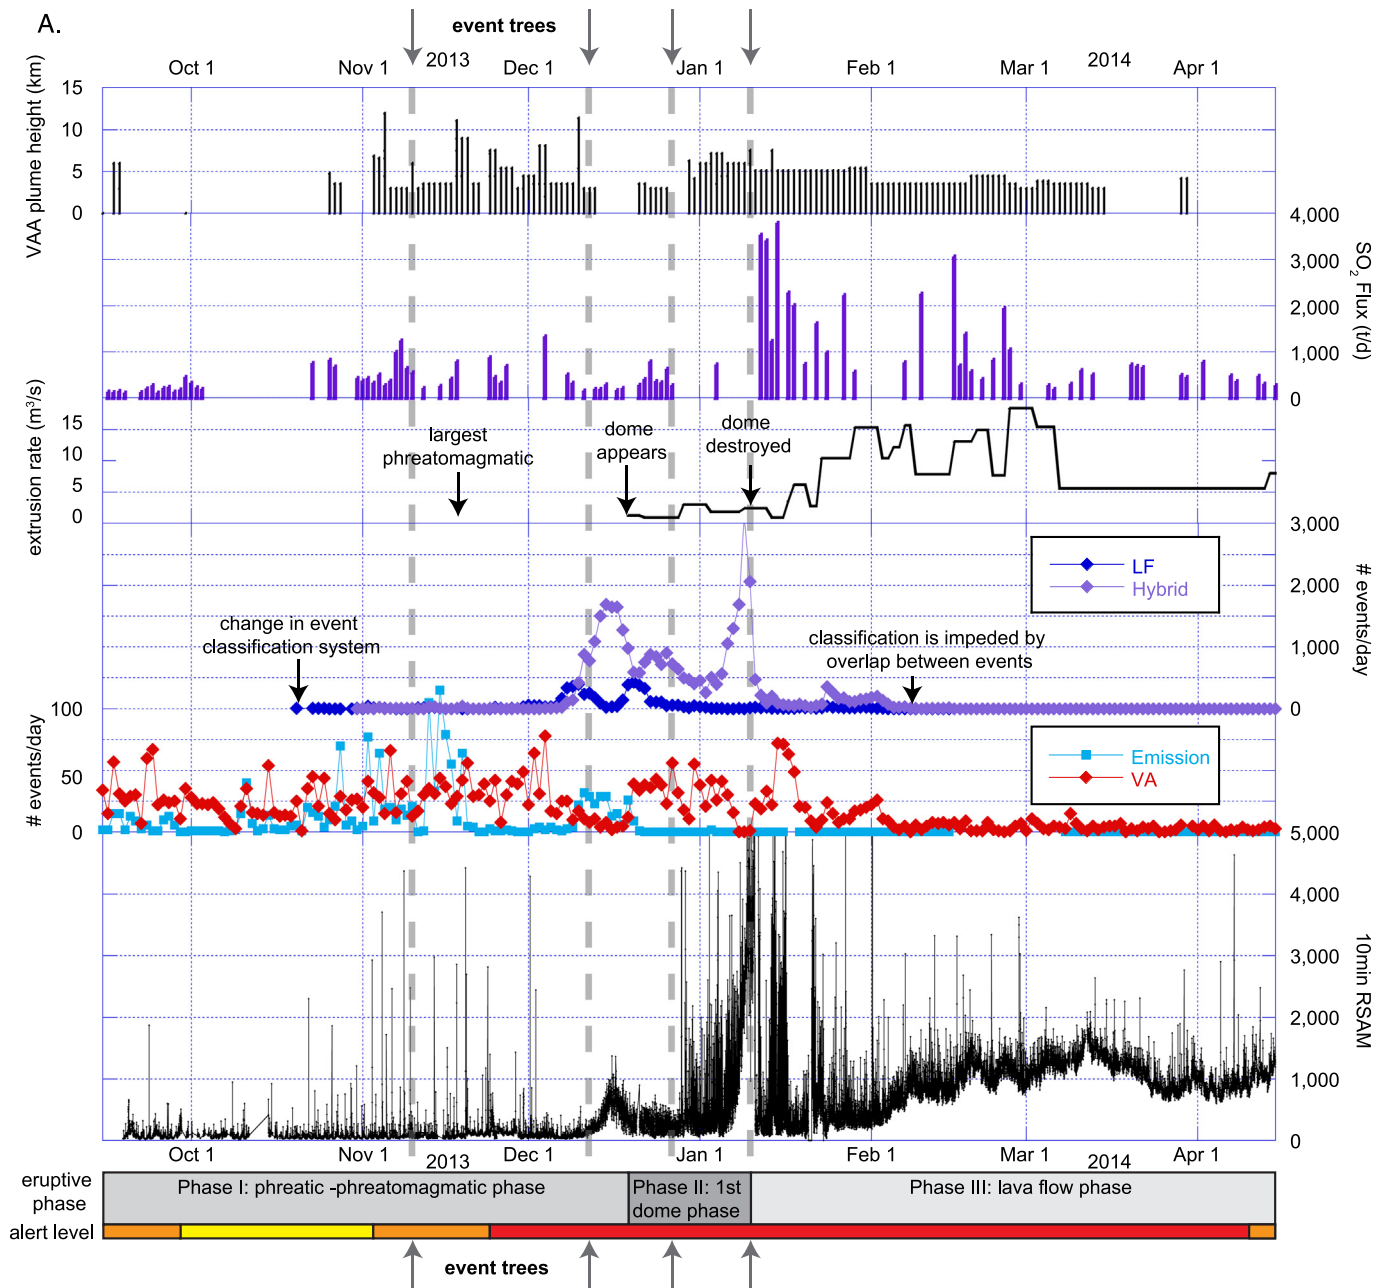 A.
event trees
2013
2014
Oct 1
Nov 1
Dec 1
Jan 1
Feb 1
Mar 1
Apr 1
VAA plume height (km)
15
10
5
0
4,000
3,000
2,000
1,000
0
SO2 Flux (t/d)
extrusion rate (m3/s)
15
10
5
0
largest
phreatomagmatic
dome
appears
dome
destroyed
3,000
2,000
1,000
0
# events/day
LF
Hybrid
change in event
classification system
classification is impeded by
overlap between events
# events/day
100
50
0
Emission
VA
5,000
4,000
3,000
2,000
1,000
0
10min RSAM
Oct 1
Nov 1
Dec 1
Jan 1
Feb 1
Mar 1
Apr 1
2013
2014
eruptive
phase
Phase I: phreatic -phreatomagmatic phase
Phase II: 1st
dome phase
Phase III: lava flow phase
alert level
event trees